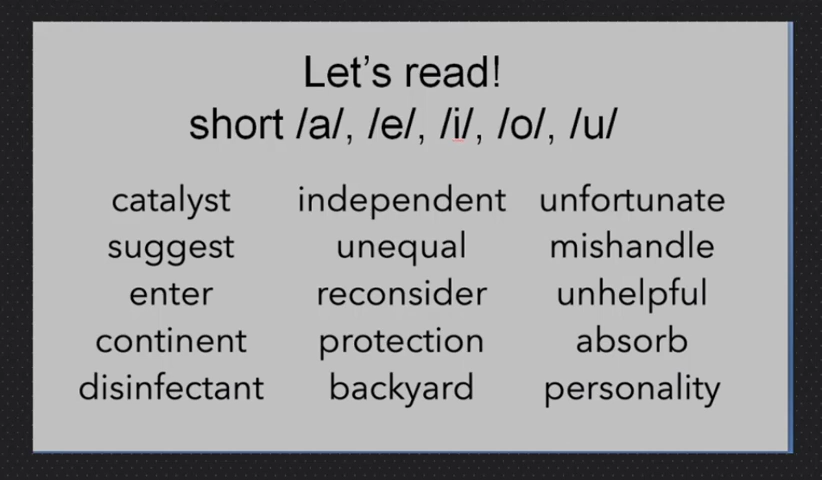 Let's read!
short /a/, /e/, /i/, /o/, /u/
catalyst independent unfortunate
suggest unequal mishandle
enter reconsider unhelpful
continent protection absorb
disinfectant backyard personality